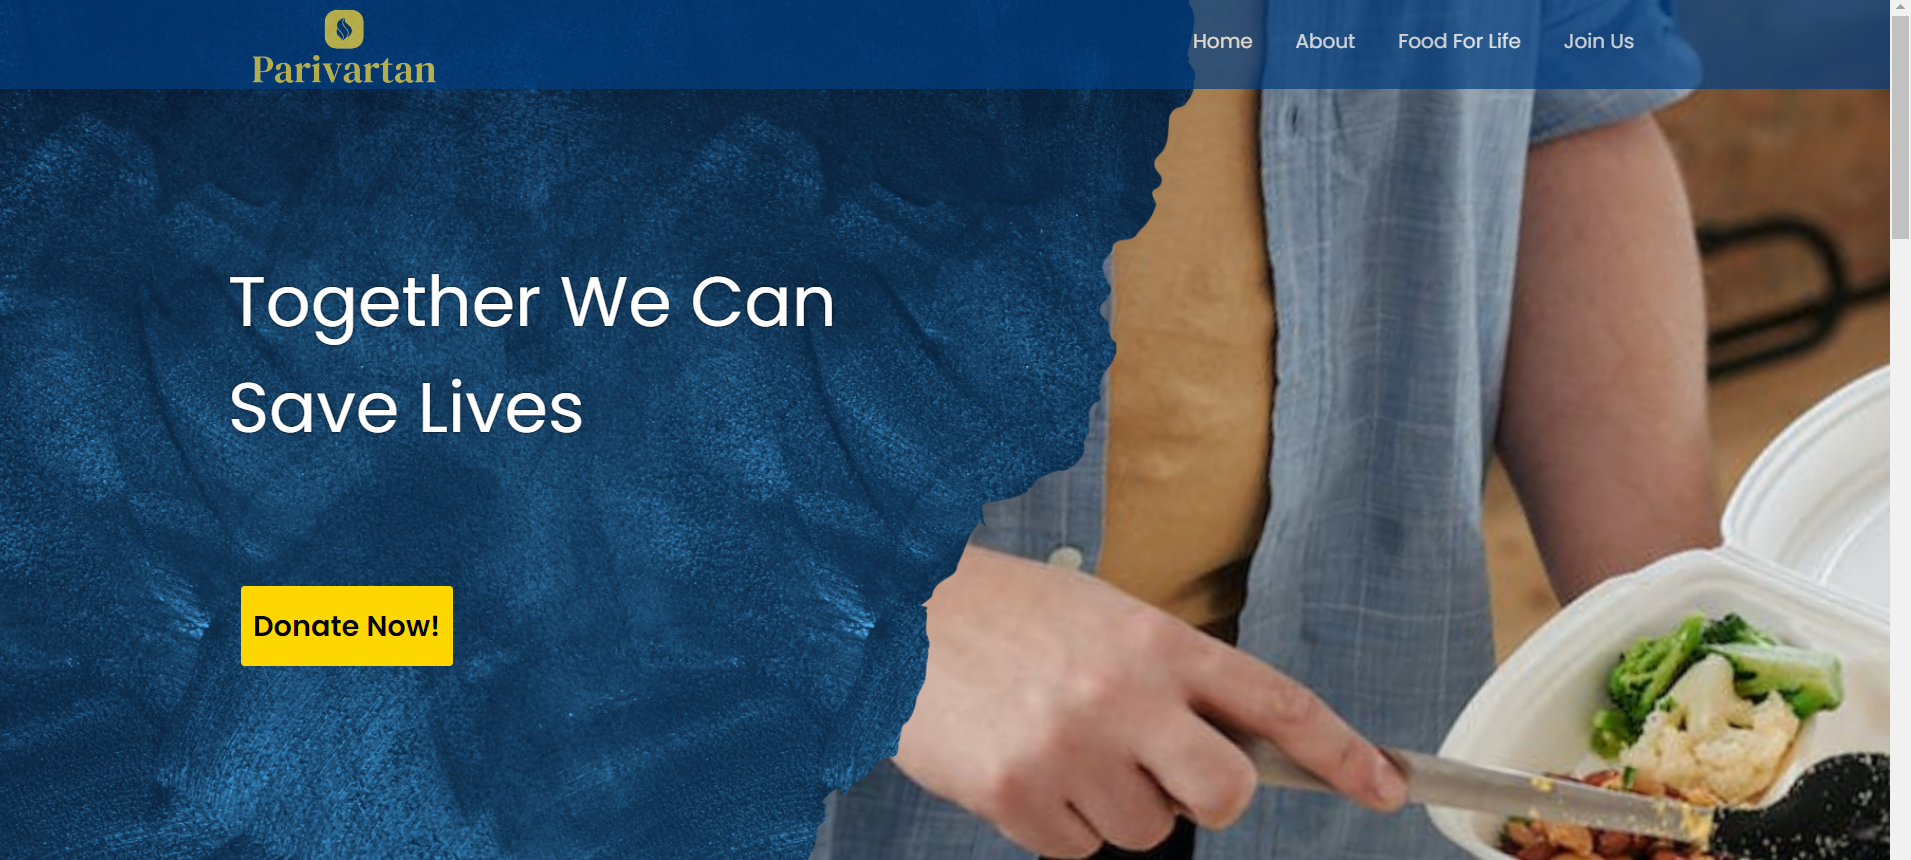 Parivartan
Home About Food For Life Join Us
Together We Can
Save Lives
Donate Now!